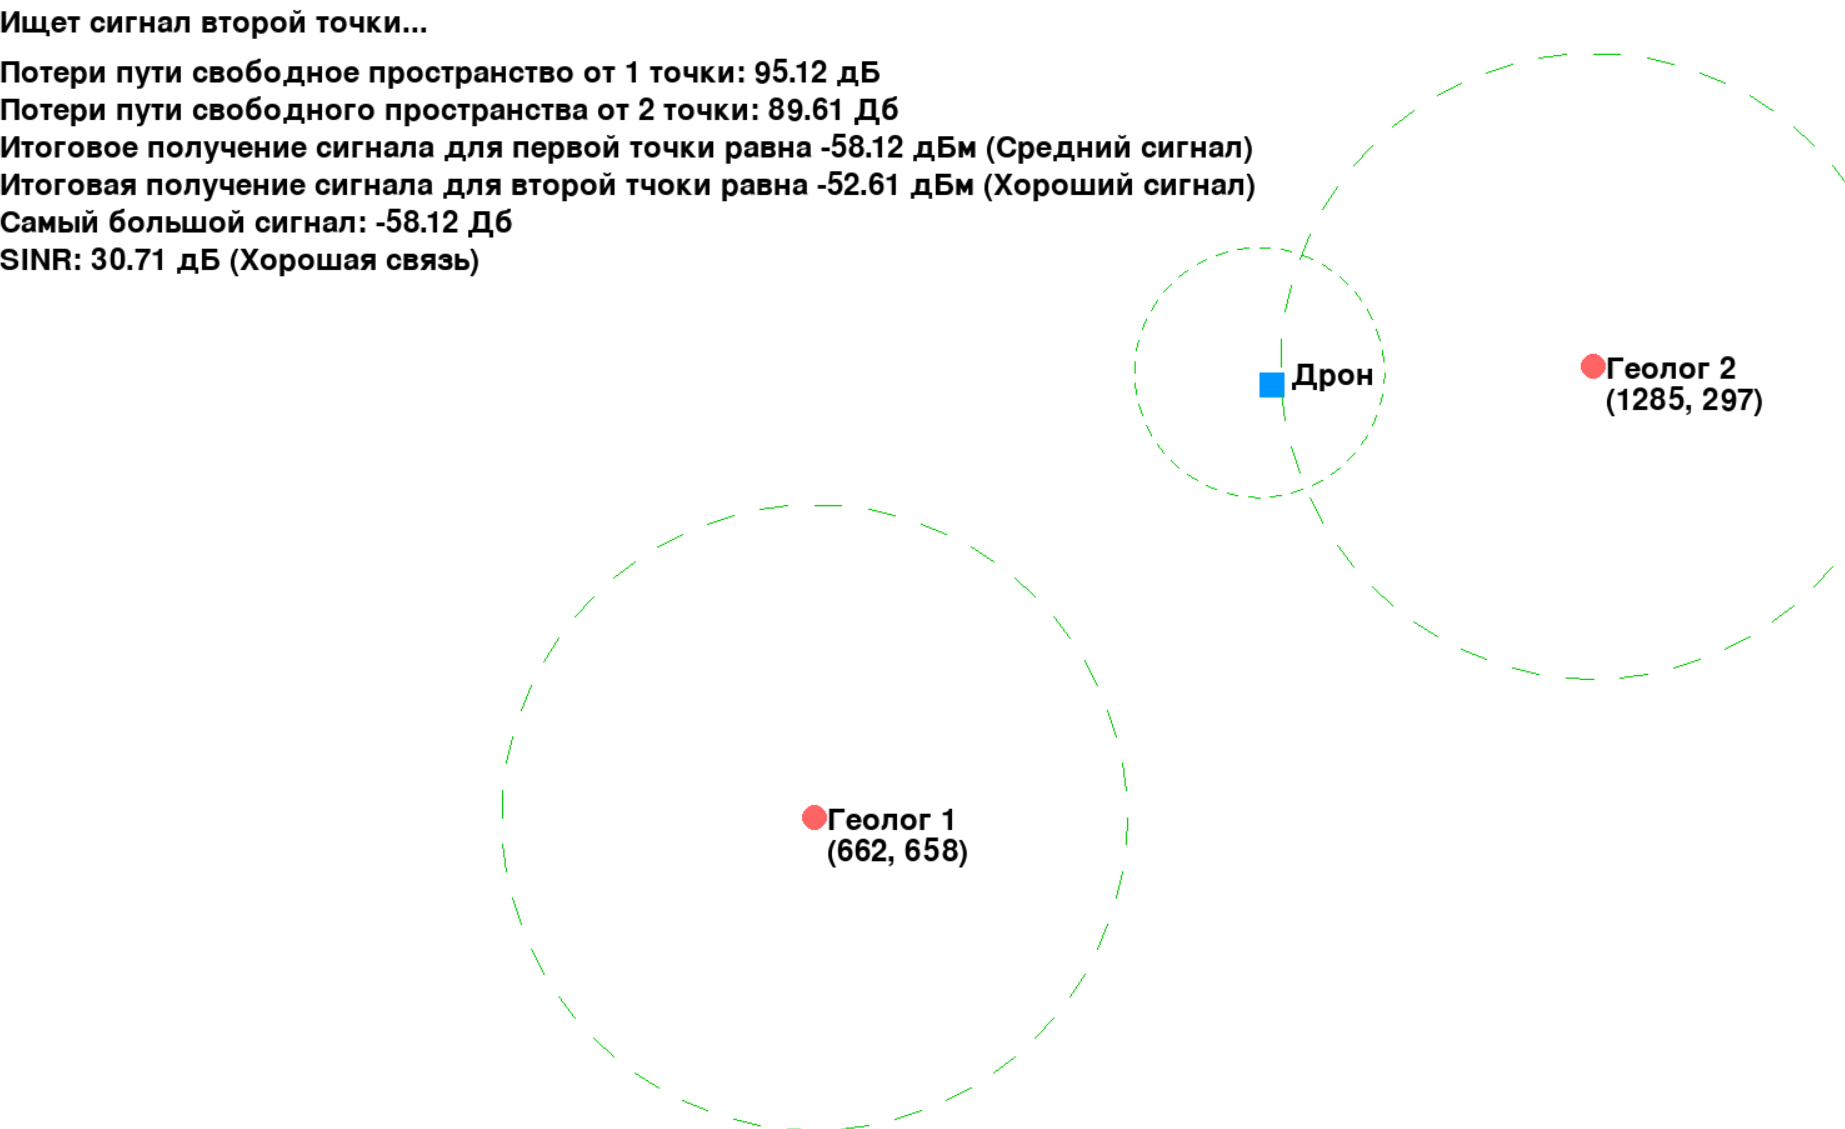 Ищет сигнал второй точки...
Потери пути свободное пространство от 1 точки: 95.12 дБ
Потери пути свободного пространства от 2 точки: 89.61 Дб
Итоговое получение сигнала для первой точки равна -58.12 дБм (Средний сигнал)
Итоговая получение сигнала для второй тчоки равна -52.61 дБм (Хороший сигнал)
Самый большой сигнал: -58.12 Дб
SINR: 30.71 дБ (Хорошая связь)
Дрон
Геолог 2
(1285, 297)
Геолог 1
(662, 658)